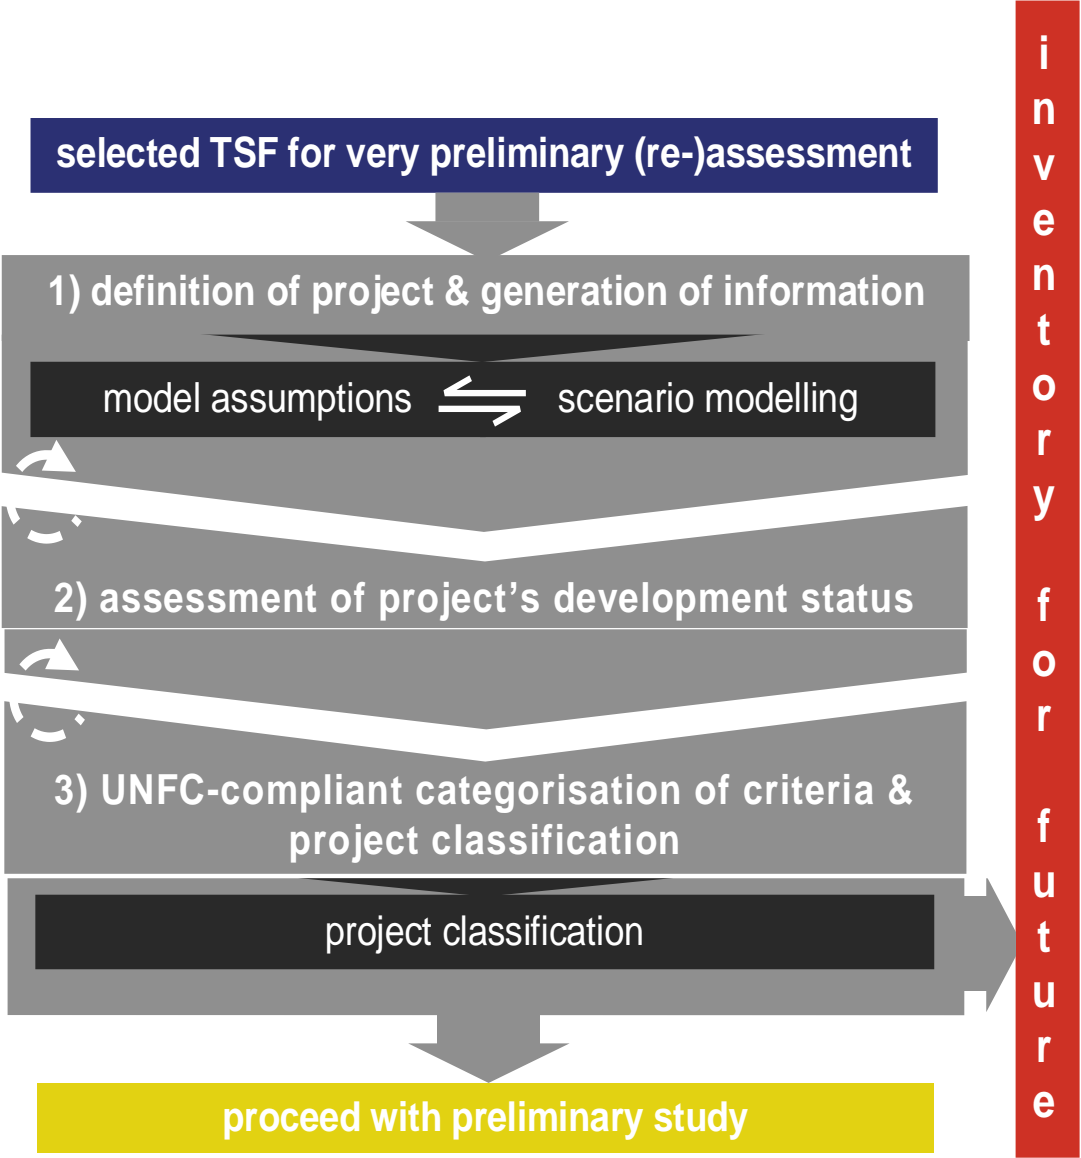 selected TSF for very preliminary (re-)assessment
1) definition of project & generation of information
model assumptions scenario modelling
2) assessment of project’s development status
3) UNFC-compliant categorisation of criteria &
project classification
project classification
proceed with preliminary study
inventory for future